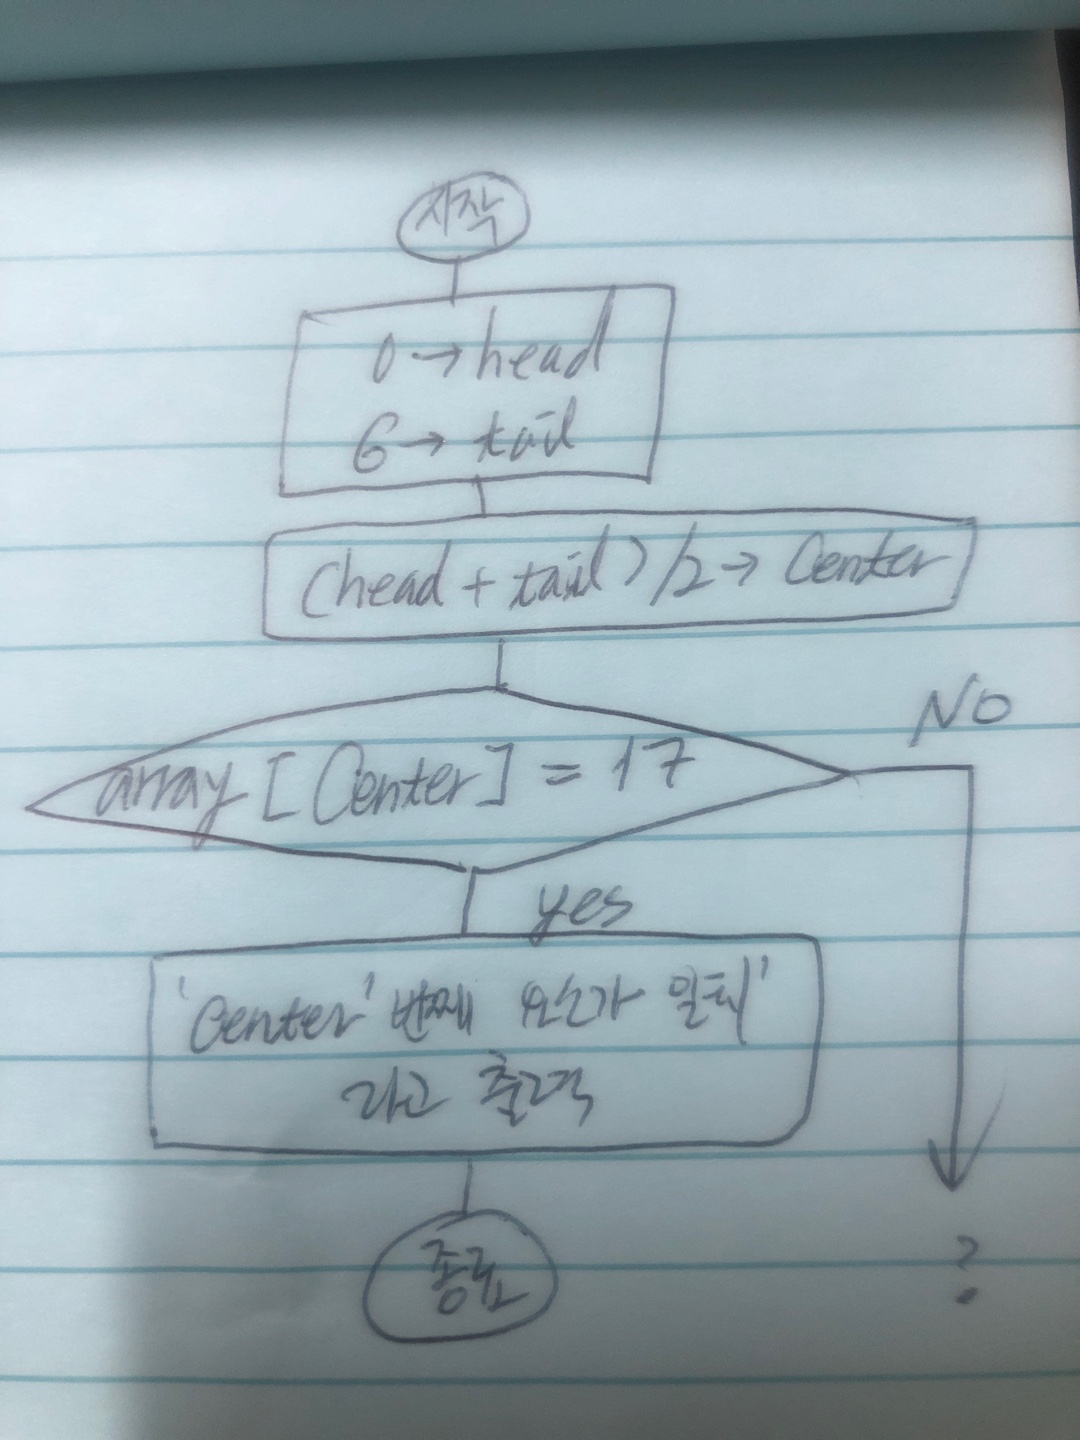 시작
0→head
6→tail
(head + tail)/2→Center
array[Center] = 17
NO
yes
'Center' 번째 요소가 일치'
라고 출력
종료
?